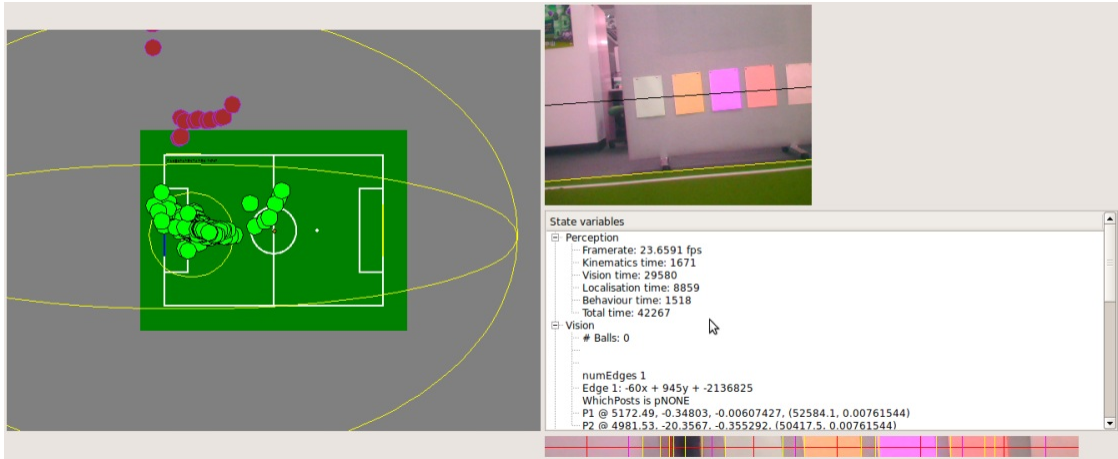 State variables
Perception
Framerate: 23.6591 fps
Kinematics time: 1671
Vision time: 29580
Localisation time: 8859
Behaviour time: 1518
Total time: 42267
Vision
# Balls: 0
numEdges 1
Edge 1: -60x + 945y + -2136825
WhichPosts is pNONE
P1 @ 5172.49, -0.34803, -0.00607427, (52584.1, 0.00761544)
P2 @ 4981.53, -20.3567, -0.355292, (50417.5, 0.00761544)